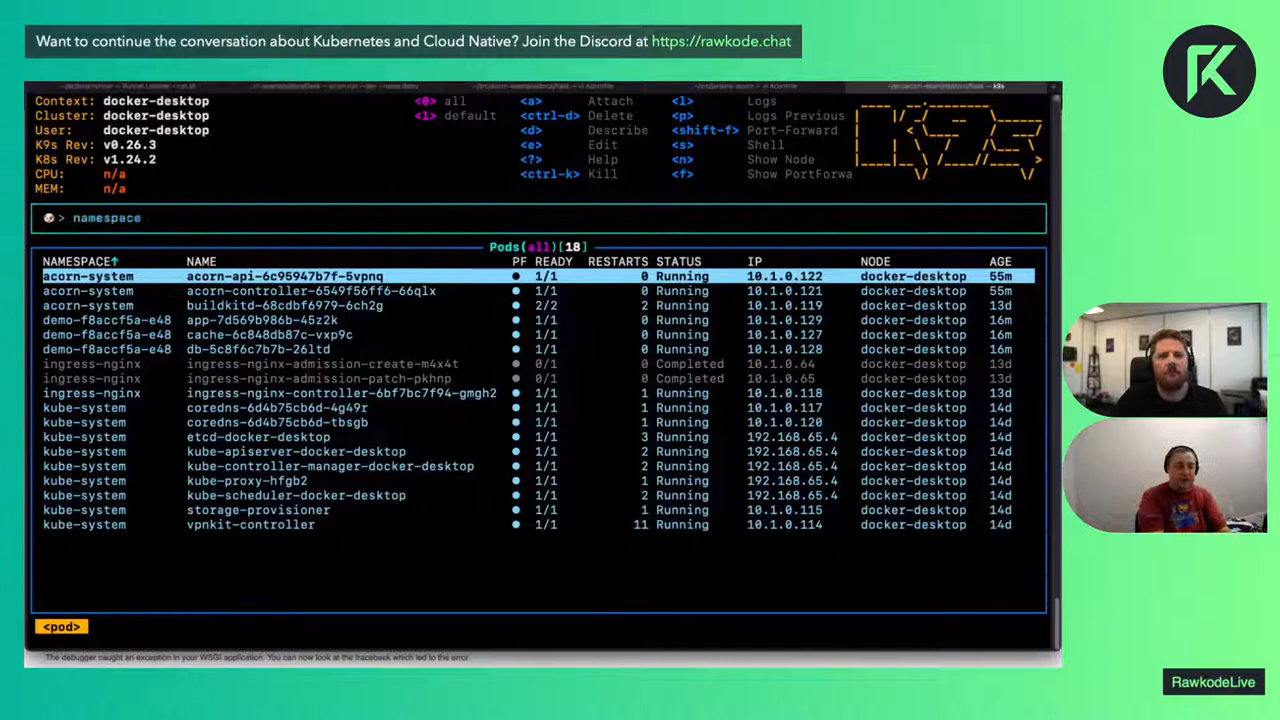 Want to continue the conversation about Kubernetes and Cloud Native? Join the Discord at https://rawkode.chat
Context: docker-desktop <0> all <a> Attach <l> Logs
Cluster: docker-desktop <1> default <ctrl-d> Delete <p> Logs Previous
User: docker-desktop <d> Describe <shift-f> Port-Forward
K9s Rev: v0.26.3 <e> Edit <s> Shell
K8s Rev: v1.24.2 <?> Help <n> Show Node
CPU: n/a <ctrl-k> Kill <f> Show PortForwa
MEM: n/a
> namespace
Pods(all)[18]
NAMESPACE↑ NAME PF READY RESTARTS STATUS IP NODE AGE
acorn-system acorn-api-6c95947b7f-5vpnq ● 1/1 0 Running 10.1.0.122 docker-desktop 55m
acorn-system acorn-controller-6549f56ff6-66qlx ● 1/1 0 Running 10.1.0.121 docker-desktop 55m
acorn-system buildkitd-68cdbf6979-6ch2g ● 2/2 2 Running 10.1.0.119 docker-desktop 13d
demo-f8accf5a-e48 app-7d569b986b-45z2k ● 1/1 0 Running 10.1.0.129 docker-desktop 16m
demo-f8accf5a-e48 cache-6c848db87c-vxp9c ● 1/1 0 Running 10.1.0.127 docker-desktop 16m
demo-f8accf5a-e48 db-5c8f6c7b7b-26ltd ● 1/1 0 Running 10.1.0.128 docker-desktop 16m
ingress-nginx ingress-nginx-admission-create-m4x4t ● 0/1 0 Completed 10.1.0.64 docker-desktop 13d
ingress-nginx ingress-nginx-admission-patch-pkhnp ● 0/1 0 Completed 10.1.0.65 docker-desktop 13d
ingress-nginx ingress-nginx-controller-6bf7bc7f94-gmgh2 ● 1/1 1 Running 10.1.0.118 docker-desktop 13d
kube-system coredns-6d4b75cb6d-4g49r ● 1/1 1 Running 10.1.0.117 docker-desktop 14d
kube-system coredns-6d4b75cb6d-tbsgb ● 1/1 1 Running 10.1.0.120 docker-desktop 14d
kube-system etcd-docker-desktop ● 1/1 3 Running 192.168.65.4 docker-desktop 14d
kube-system kube-apiserver-docker-desktop ● 1/1 2 Running 192.168.65.4 docker-desktop 14d
kube-system kube-controller-manager-docker-desktop ● 1/1 2 Running 192.168.65.4 docker-desktop 14d
kube-system kube-proxy-hfgb2 ● 1/1 1 Running 192.168.65.4 docker-desktop 14d
kube-system kube-scheduler-docker-desktop ● 1/1 2 Running 192.168.65.4 docker-desktop 14d
kube-system storage-provisioner ● 1/1 1 Running 10.1.0.115 docker-desktop 14d
kube-system vpnkit-controller ● 1/1 11 Running 10.1.0.114 docker-desktop 14d
<pod>
The debugger caught an exception in your WSGI application. You can now look at the traceback which led to the error.
RawkodeLive